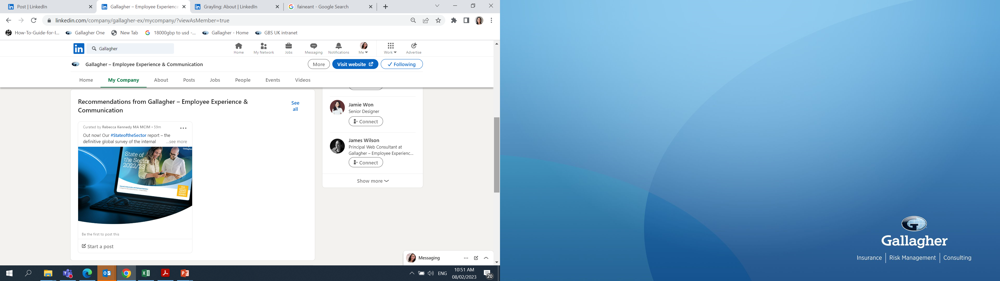 Post | LinkedIn
Gallagher – Employee Experience
Grayling: About | LinkedIn
faineant - Google Search
linkedin.com/company/gallagher-ex/mycompany/?viewAsMember=true
How-To-Guide-for-I...
Gallagher One
New Tab
18000gbp to usd -...
Gallagher - Home
GBS UK intranet
in
Gallagher
Home
My Network
Jobs
Messaging
Notifications
Me
Work
Advertise
Gallagher – Employee Experience & Communication
More
Visit website
Following
Home
My Company
About
Posts
Jobs
People
Events
Videos
Recommendations from Gallagher – Employee Experience &
Communication
See
all
Curated by Rebecca Kennedy MA MCIM • 59m
Out now! Our #StateoftheSector report – the
definitive global survey of the internal ...see more
Gallagher
State of
the Sector
2022/23
TRENDS
REPORT
SERIES
Be the first to post this
Start a post
Jamie Won
Senior Designer
Connect
James Wilson
Principal Web Consultant at
Gallagher – Employee Experienc...
Connect
Show more
Messaging
ENG
10:51 AM
08/02/2023
20
G
Gallagher
Insurance | Risk Management | Consulting